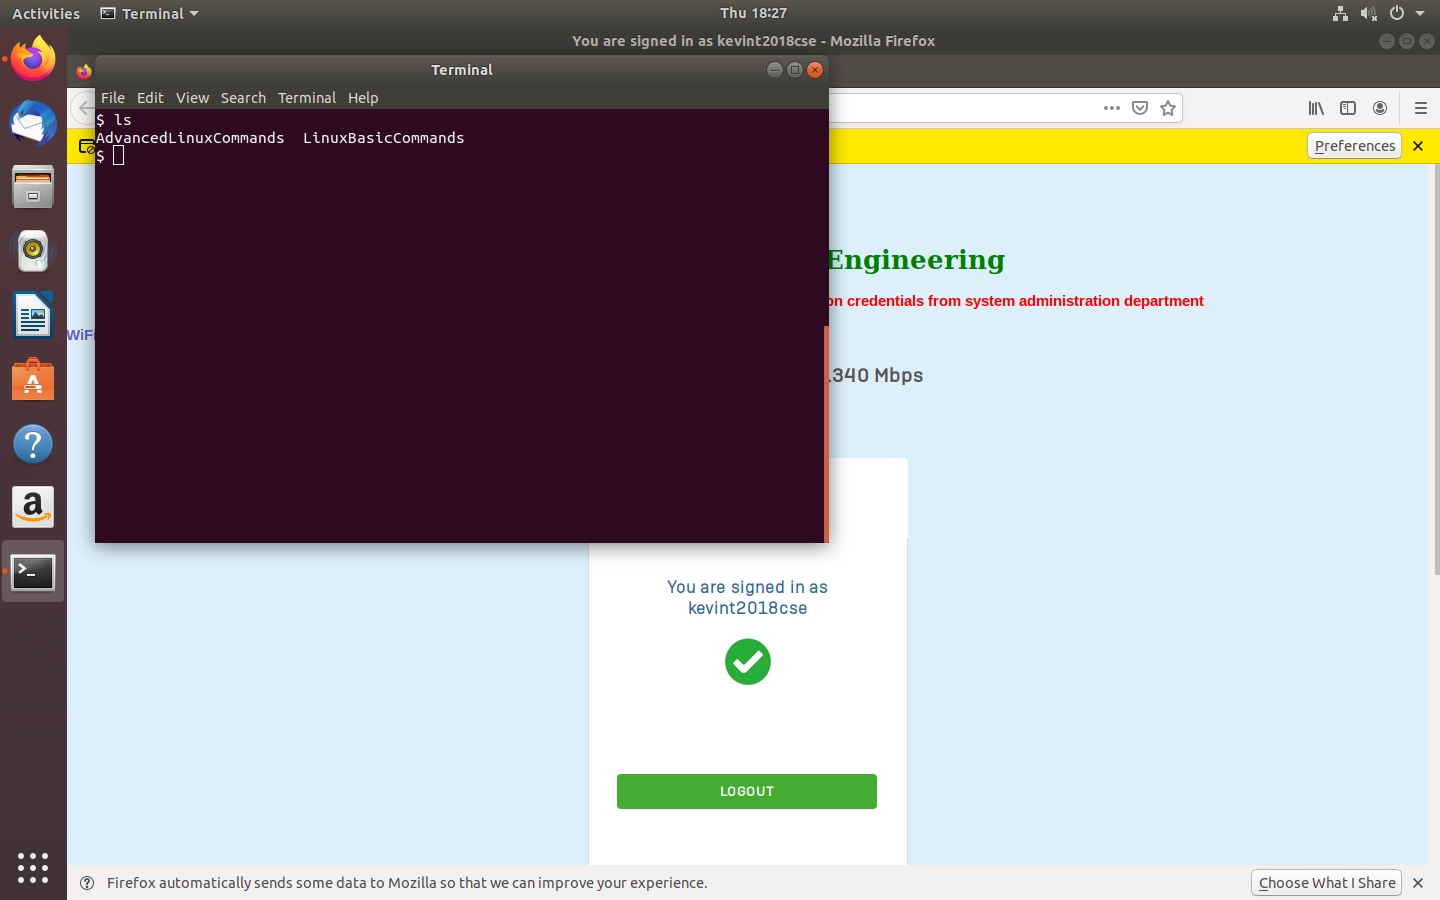 Activities Terminal Thu 18:27
You are signed in as kevint2018cse - Mozilla Firefox
Terminal
File Edit View Search Terminal Help
$ ls
AdvancedLinuxCommands LinuxBasicCommands
$
Preferences
Engineering
on credentials from system administration department
WiFi
.340 Mbps
You are signed in as
kevint2018cse
LOGOUT
Firefox automatically sends some data to Mozilla so that we can improve your experience. Choose What I Share